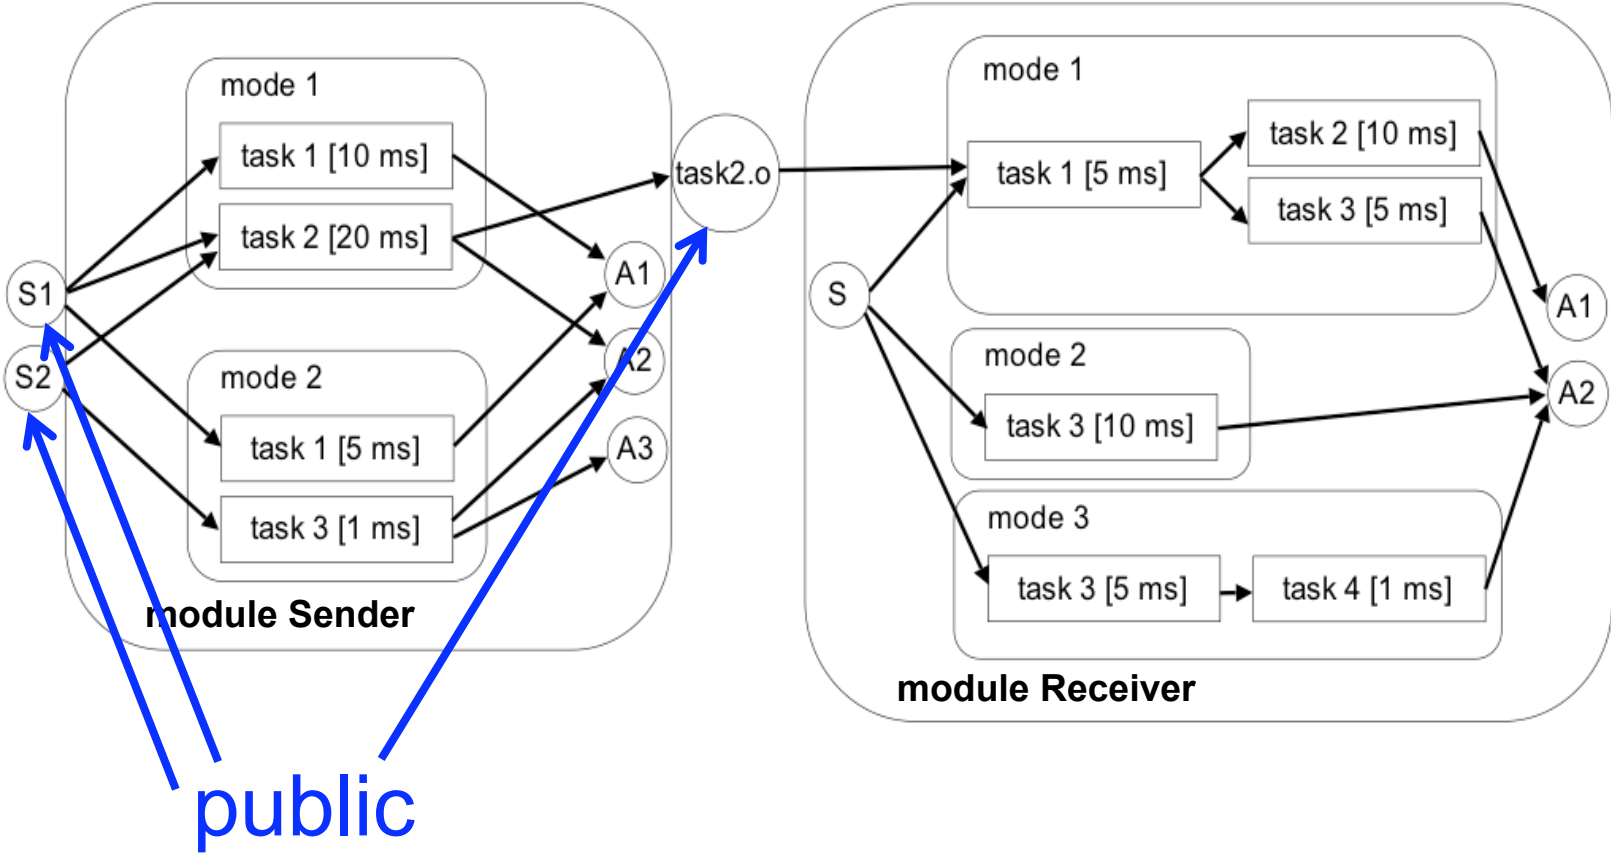 mode 1
task 1 [10 ms]
task 2 [20 ms]
S1
S2
mode 2
task 1 [5 ms]
task 3 [1 ms]
A1
A2
A3
module Sender
task2.o
mode 1
task 1 [5 ms]
task 2 [10 ms]
task 3 [5 ms]
S
mode 2
task 3 [10 ms]
mode 3
task 3 [5 ms]
task 4 [1 ms]
A1
A2
module Receiver
public